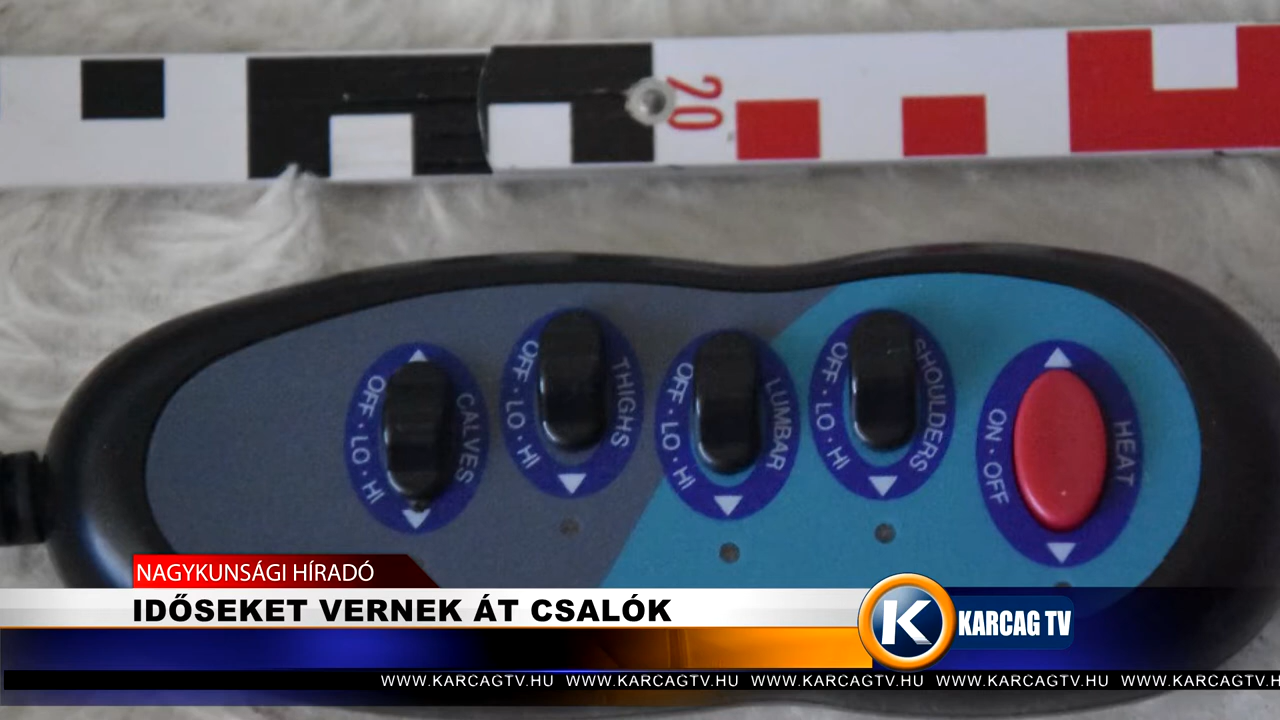 20
CALVES
OFF · LO · HI
THIGHS
OFF · LO · HI
LUMBAR
OFF · LO · HI
SHOULDERS
OFF · LO · HI
HEAT
ON · OFF
NAGYKUNSÁGI HÍRADÓ
IDŐSEKET VERNEK ÁT CSALÓK
K KARCAG TV
WWW.KARCAGTV.HU WWW.KARCAGTV.HU WWW.KARCAGTV.HU WWW.KARCAGTV.HU WWW.KARCAGTV.H